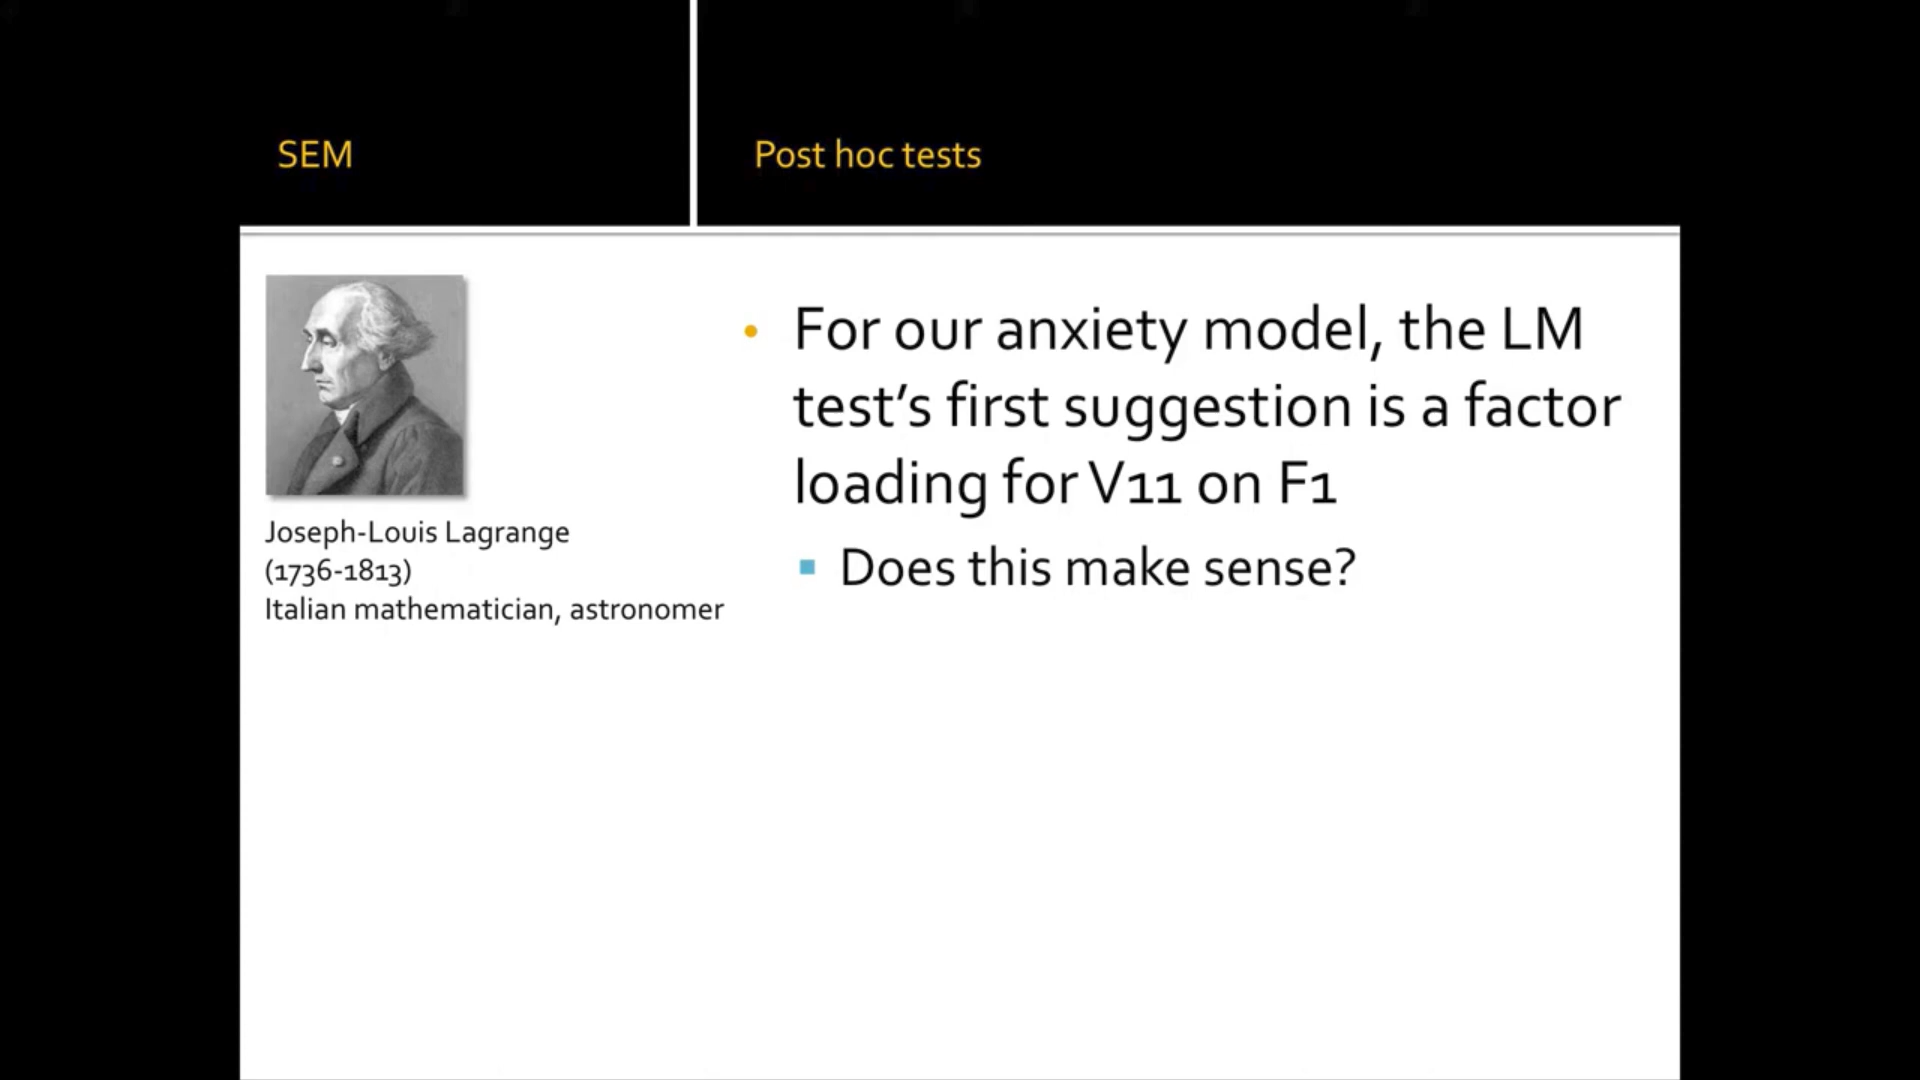 SEM
Post hoc tests
Joseph-Louis Lagrange
(1736-1813)
Italian mathematician, astronomer
• For our anxiety model, the LM
test’s first suggestion is a factor
loading for V11 on F1
▪ Does this make sense?